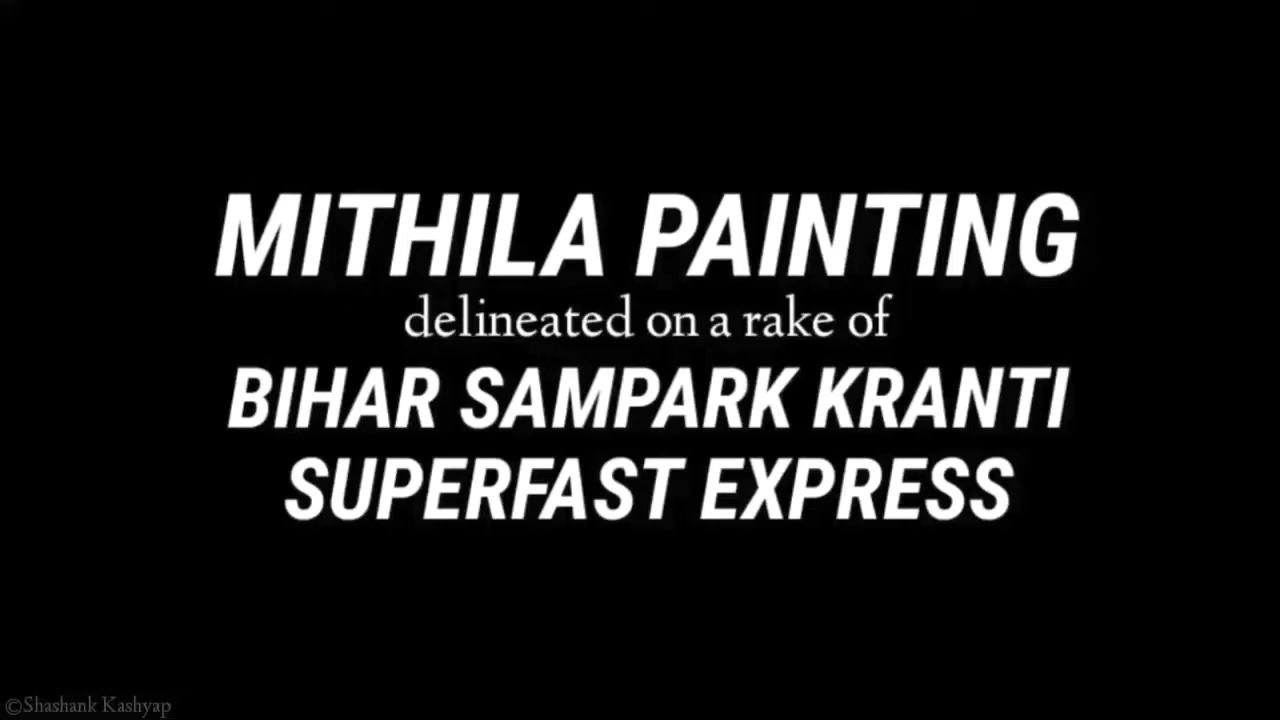 MITHILA PAINTING
delineated on a rake of
BIHAR SAMPARK KRANTI
SUPERFAST EXPRESS
©Shashank Kashyap